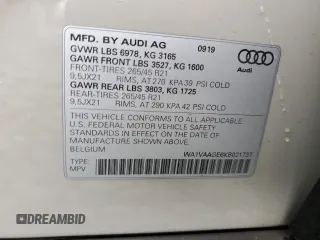 MFD. BY AUDI AG 09/19
GVWR LBS 6978, KG 3165
GAWR FRONT LBS 3527, KG 1600
FRONT-TIRES 265/45 R21
9,5JX21 RIMS, AT 270 KPA 39 PSI COLD
GAWR REAR LBS 3803, KG 1725
REAR-TIRES 265/45 R21
9,5JX21 RIMS, AT 290 KPA 42 PSI COLD
Audi
THIS VEHICLE CONFORMS TO ALL APPLICABLE
U.S. FEDERAL MOTOR VEHICLE SAFETY
STANDARDS IN EFFECT ON THE DATE OF
MANUFACTURE SHOWN ABOVE.
BELGIUM
TYPE:
MPV
DREAMBID